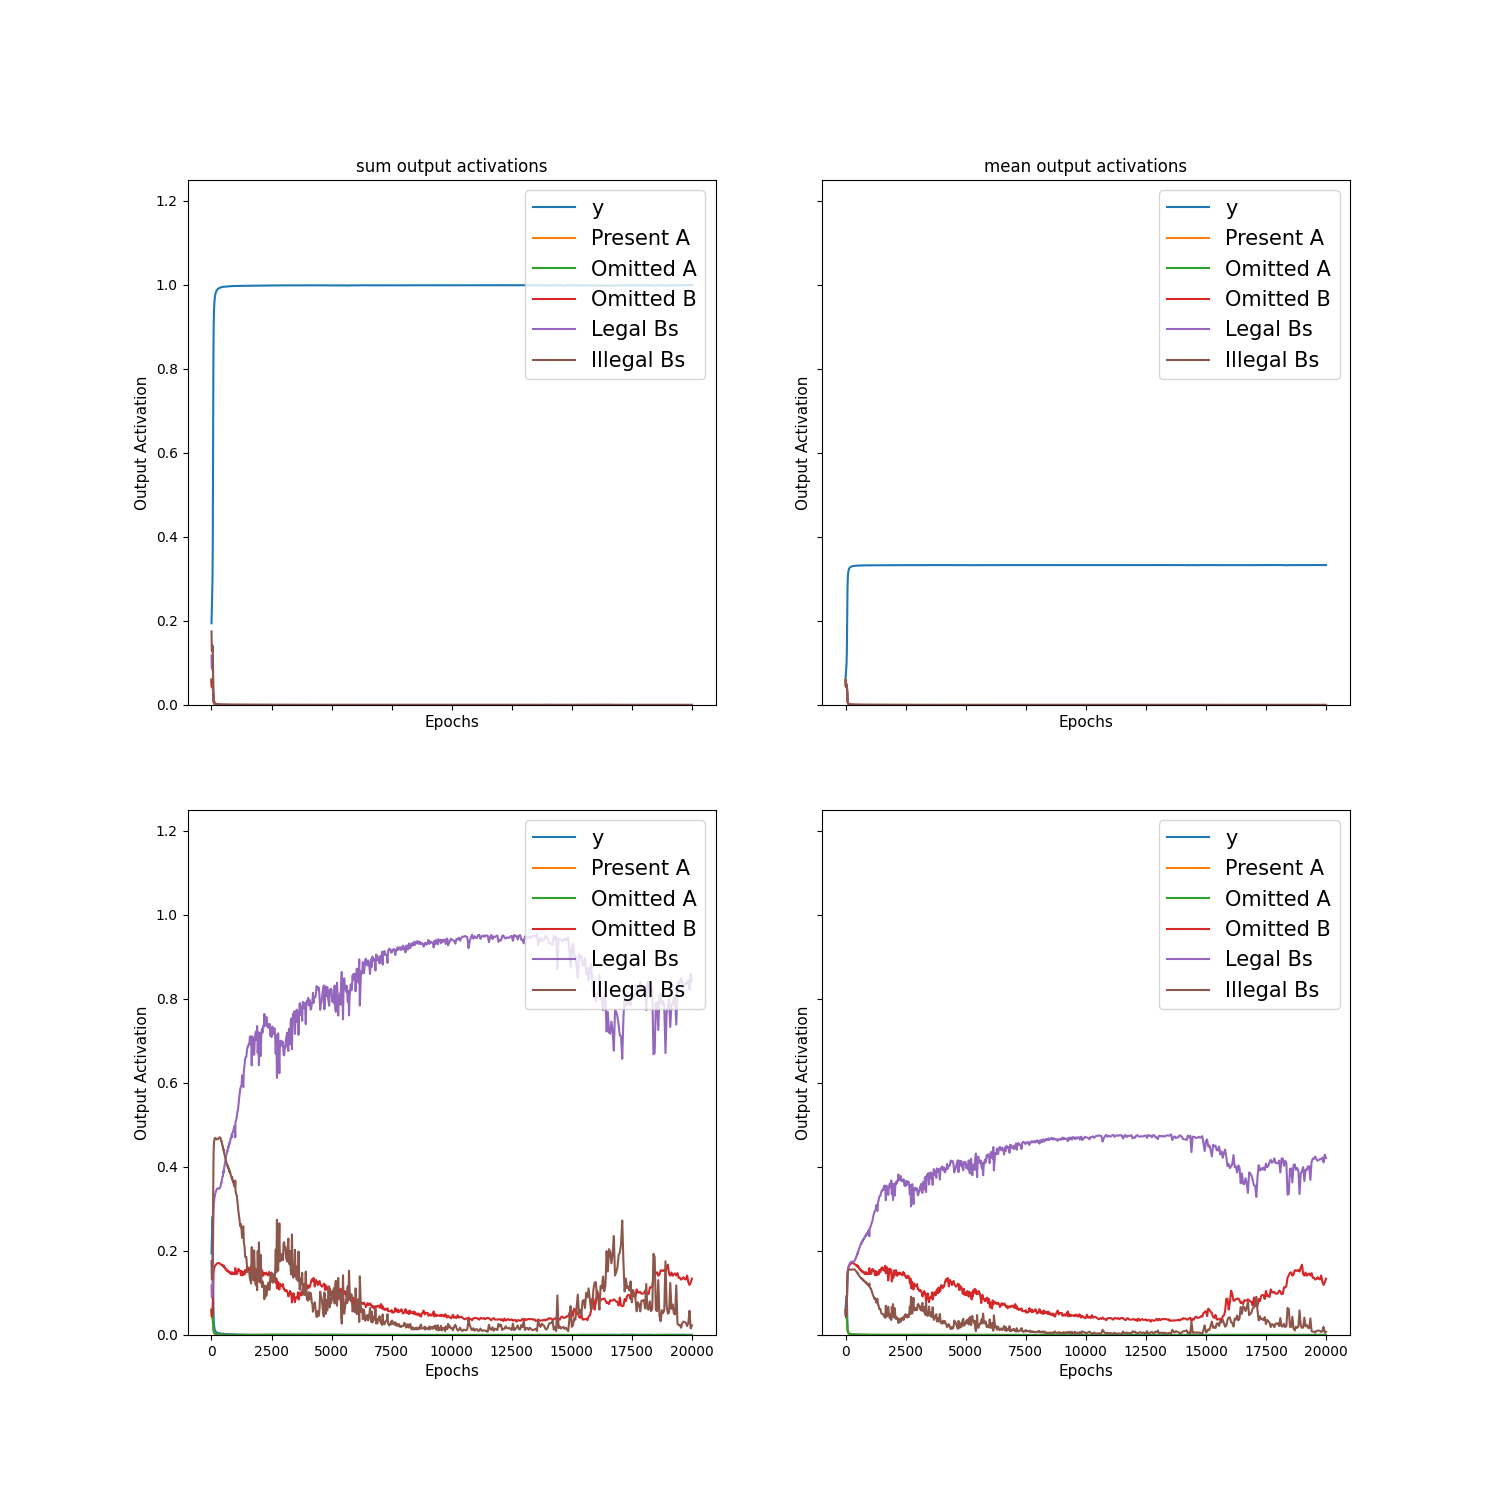 sum output activations
mean output activations
1.2
1.0
0.8
0.6
0.4
0.2
0.0
Output Activation
y
Present A
Omitted A
Omitted B
Legal Bs
Illegal Bs
Epochs
Output Activation
y
Present A
Omitted A
Omitted B
Legal Bs
Illegal Bs
Epochs
1.2
1.0
0.8
0.6
0.4
0.2
0.0
Output Activation
y
Present A
Omitted A
Omitted B
Legal Bs
Illegal Bs
0 2500 5000 7500 10000 12500 15000 17500 20000
Epochs
Output Activation
y
Present A
Omitted A
Omitted B
Legal Bs
Illegal Bs
0 2500 5000 7500 10000 12500 15000 17500 20000
Epochs